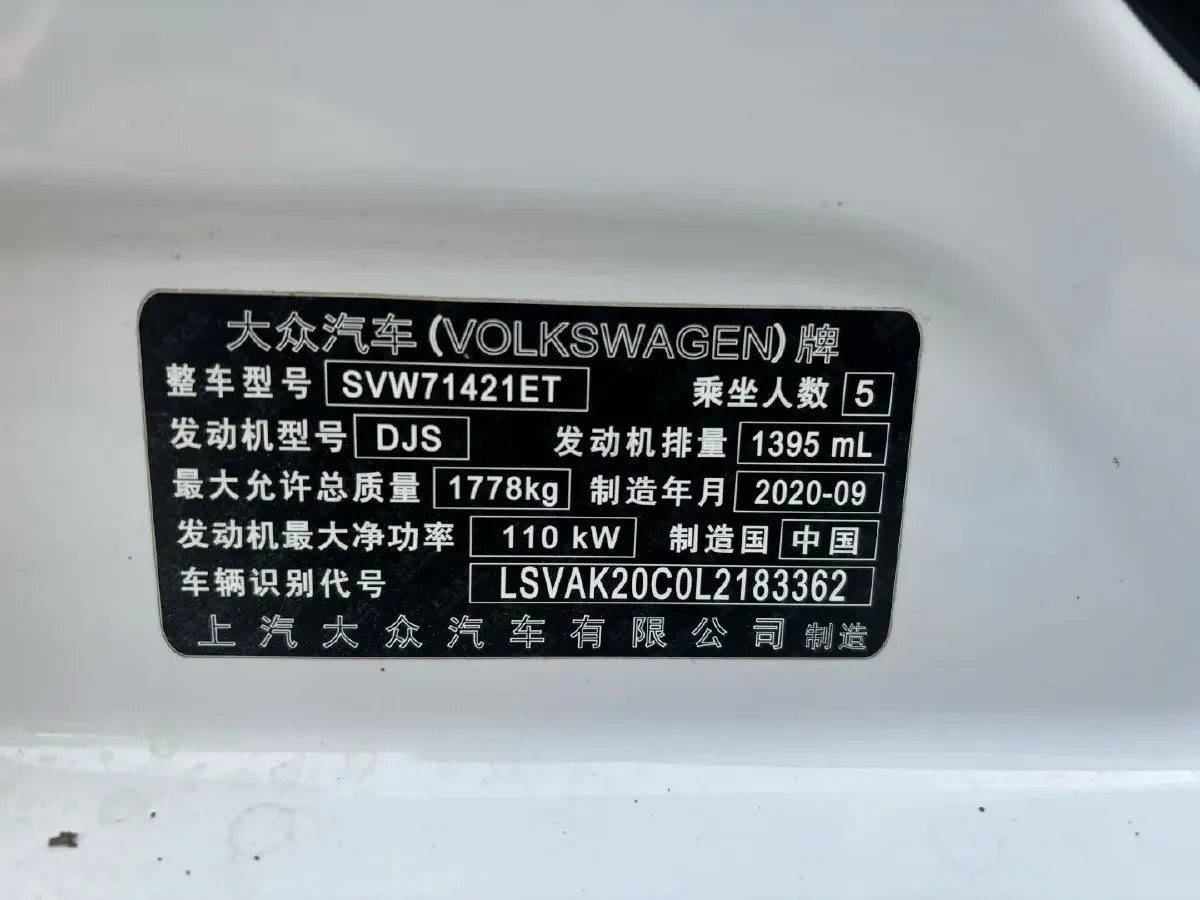 大众汽车(VOLKSWAGEN)牌
整车型号 SVW71421ET 乘坐人数 5
发动机型号 DJS 发动机排量 1395 mL
最大允许总质量 1778kg 制造年月 2020-09
发动机最大净功率 110 kW 制造国 中国
车辆识别代号 LSVAK20C0L2183362
上汽大众汽车有限公司 制造